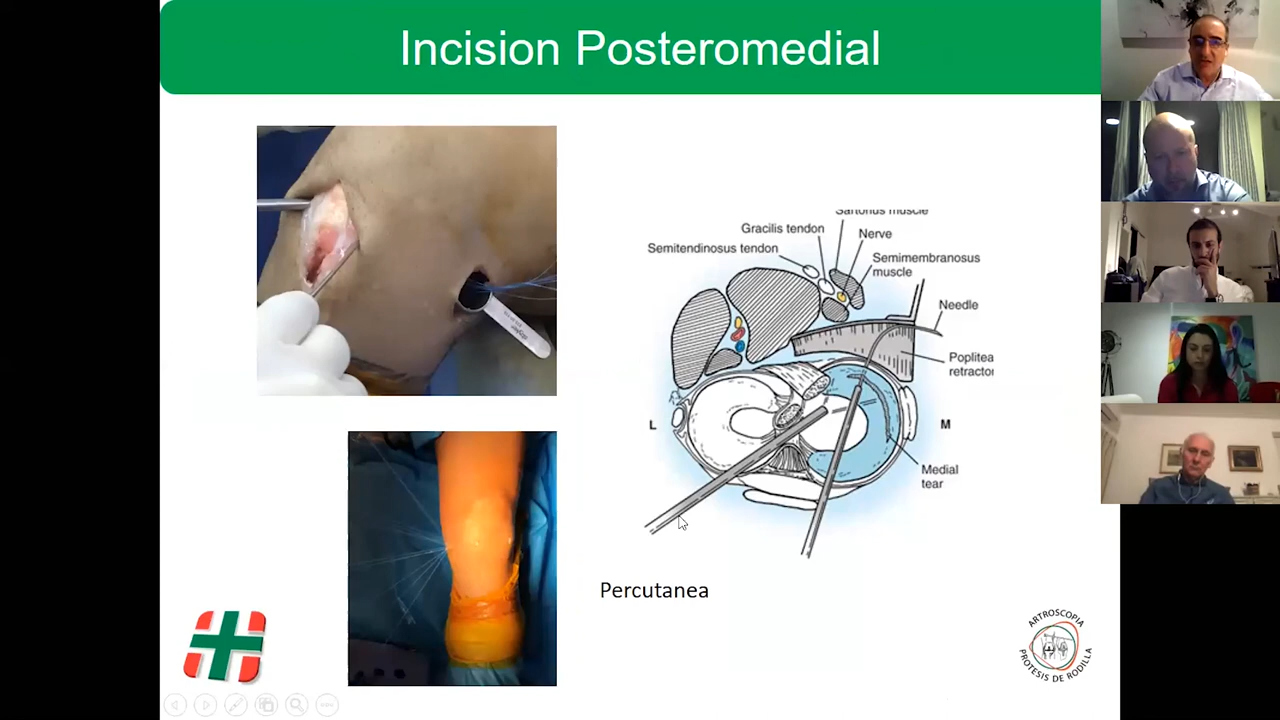 Incision Posteromedial
Sartorius muscle
Gracilis tendon
Nerve
Semitendinosus tendon
Semimembranosus
muscle
Needle
Poplitea
retractor
L
M
Medial
tear
Percutanea
ARTROSCOPIA
PROTESIS DE RODILLA